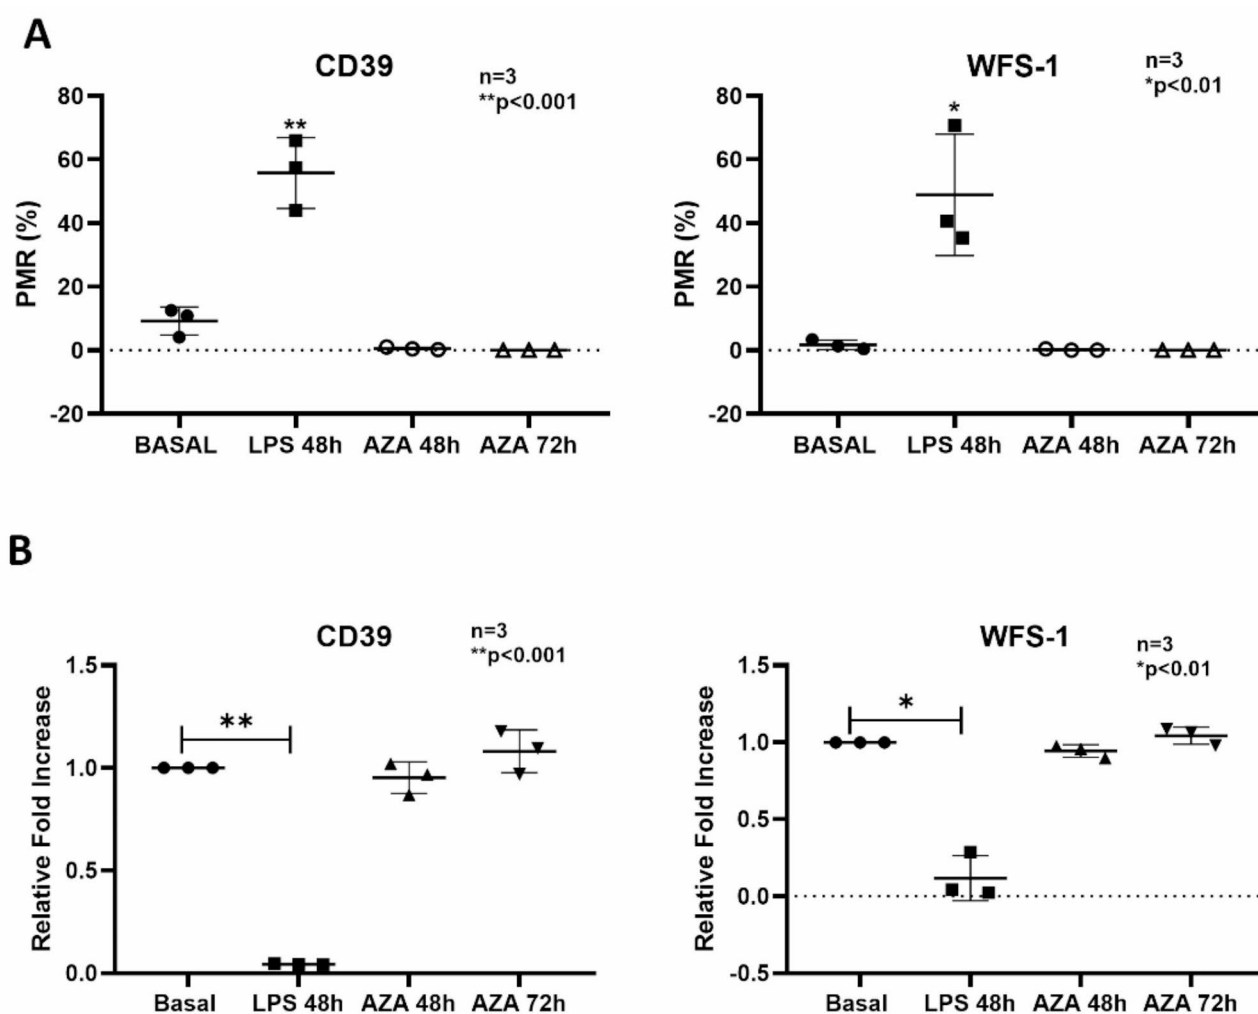 A
CD39
n=3
**p<0.001
80
60
40
20
0
-20
PMR (%)
**
BASAL LPS 48h AZA 48h AZA 72h
WFS-1
n=3
*p<0.01
80
60
40
20
0
-20
PMR (%)
*
BASAL LPS 48h AZA 48h AZA 72h
B
CD39
n=3
**p<0.001
1.5
1.0
0.5
0.0
Relative Fold Increase
**
Basal LPS 48h AZA 48h AZA 72h
WFS-1
n=3
*p<0.01
1.5
1.0
0.5
0.0
-0.5
Relative Fold Increase
*
Basal LPS 48h AZA 48h AZA 72h